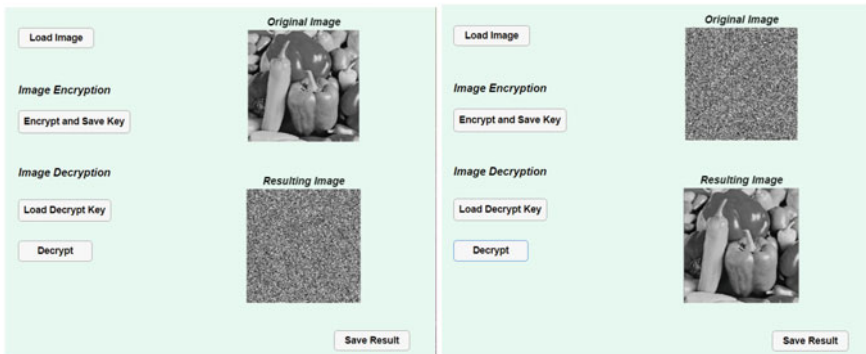 Original Image
Load Image
Image Encryption
Encrypt and Save Key
Image Decryption
Resulting Image
Load Decrypt Key
Decrypt
Save Result
Original Image
Load Image
Image Encryption
Encrypt and Save Key
Image Decryption
Resulting Image
Load Decrypt Key
Decrypt
Save Result